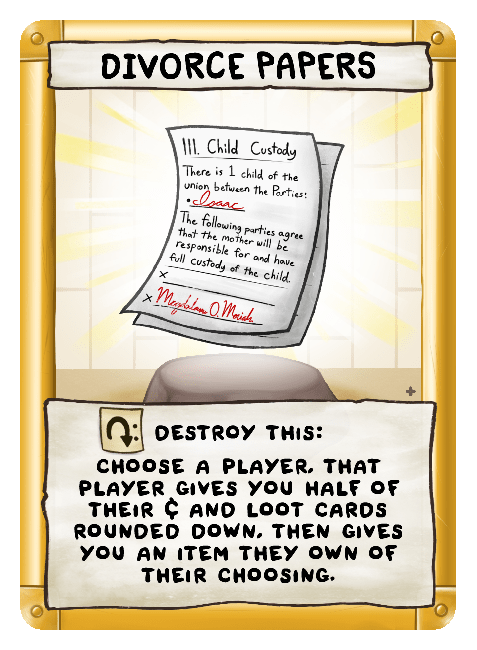 DIVORCE PAPERS
III. Child Custody
There is 1 child of the
union between the Parties:
• Isaac
The following parties agree
that the mother will be
responsible for and have
full custody of the child.
x
x O. Moriah
DESTROY THIS:
CHOOSE A PLAYER. THAT
PLAYER GIVES YOU HALF OF
THEIR ¢ AND LOOT CARDS
ROUNDED DOWN. THEN GIVES
YOU AN ITEM THEY OWN OF
THEIR CHOOSING.